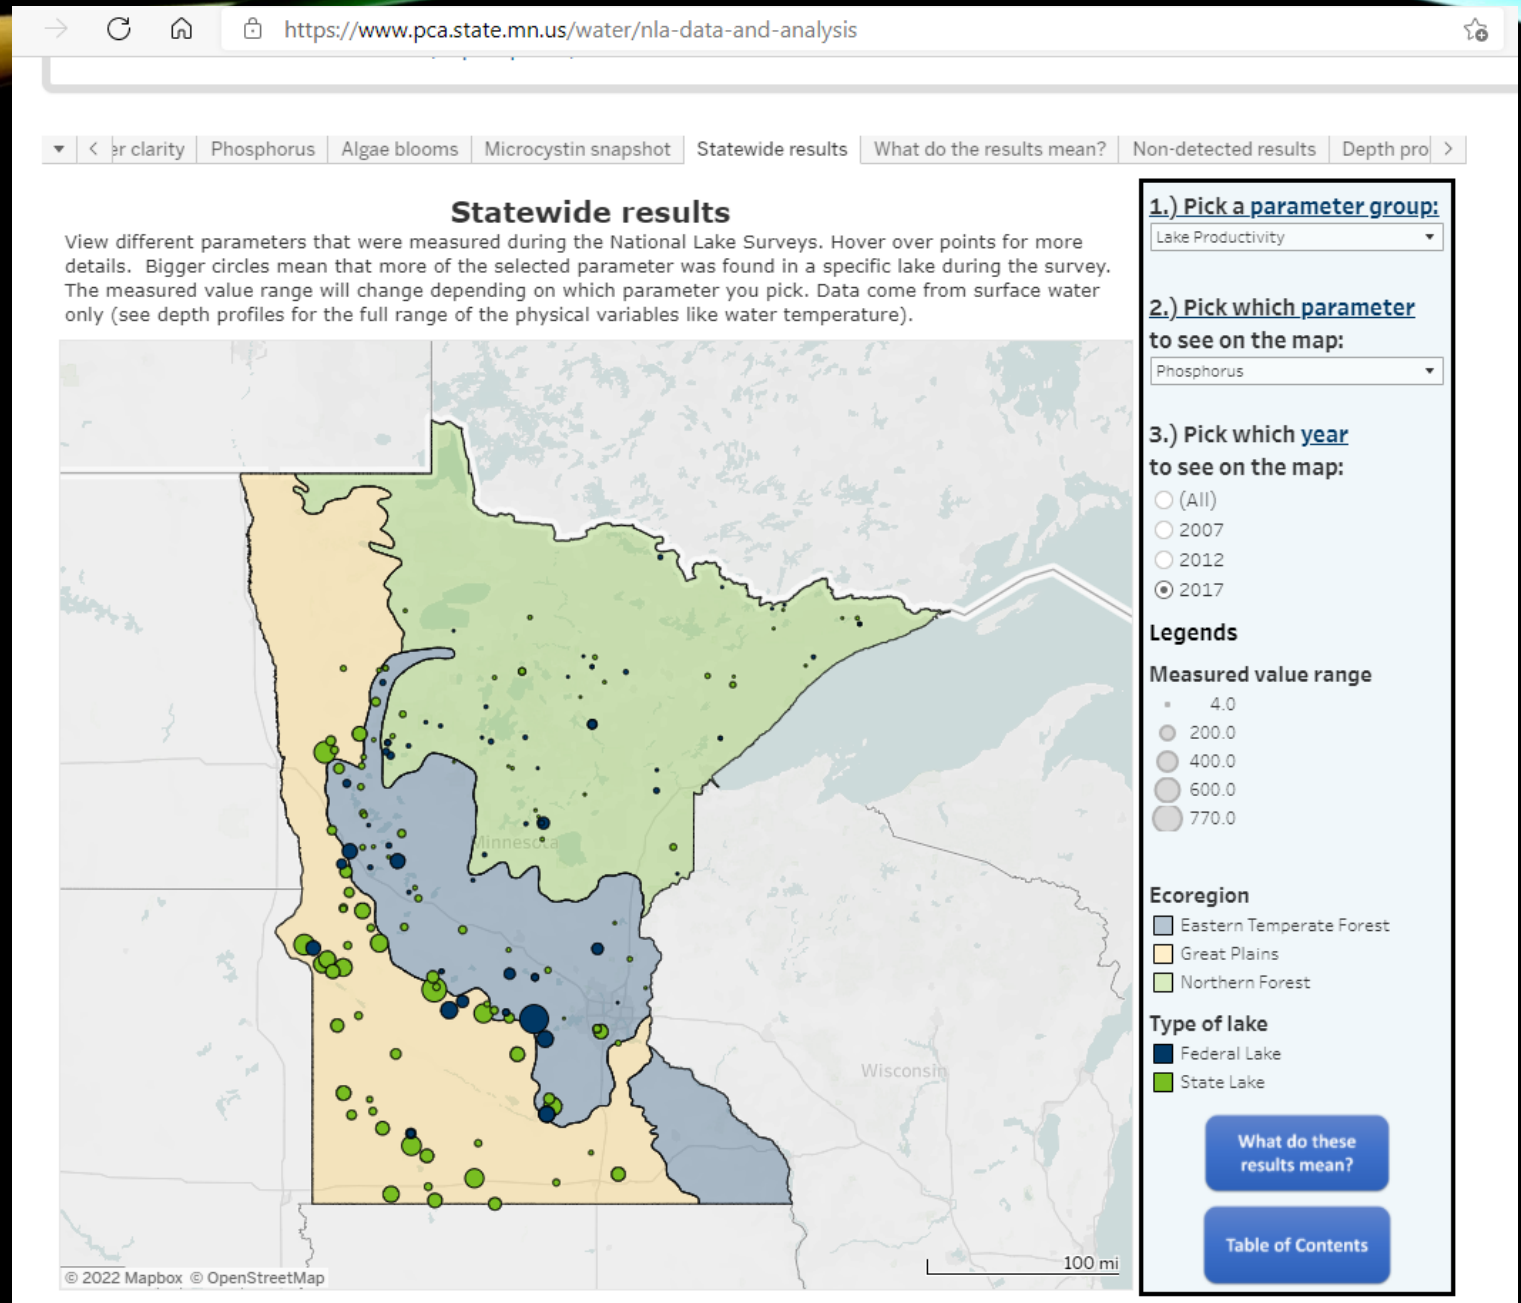 https://www.pca.state.mn.us/water/nla-data-and-analysis
er clarity
Phosphorus
Algae blooms
Microcystin snapshot
Statewide results
What do the results mean?
Non-detected results
Depth pro
Statewide results
View different parameters that were measured during the National Lake Surveys. Hover over points for more
details.  Bigger circles mean that more of the selected parameter was found in a specific lake during the survey.
The measured value range will change depending on which parameter you pick. Data come from surface water
only (see depth profiles for the full range of the physical variables like water temperature).
Minnesota
Wisconsin
100 mi
© 2022 Mapbox © OpenStreetMap
1.) Pick a parameter group:
Lake Productivity
2.) Pick which parameter
to see on the map:
Phosphorus
3.) Pick which year
to see on the map:
(All)
2007
2012
2017
Legends
Measured value range
4.0
200.0
400.0
600.0
770.0
Ecoregion
Eastern Temperate Forest
Great Plains
Northern Forest
Type of lake
Federal Lake
State Lake
What do these
results mean?
Table of Contents